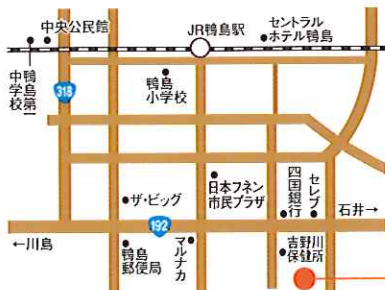 中央公民館
JR鴨島駅
セントラル
ホテル鴨島
鴨島第一
中学校
318
鴨島
小学校
ザ・ビッグ
日本フネン
市民プラザ
四国銀行
セレブ
石井→
192
←川島
鴨島
郵便局
マルナカ
吉野川
保健所